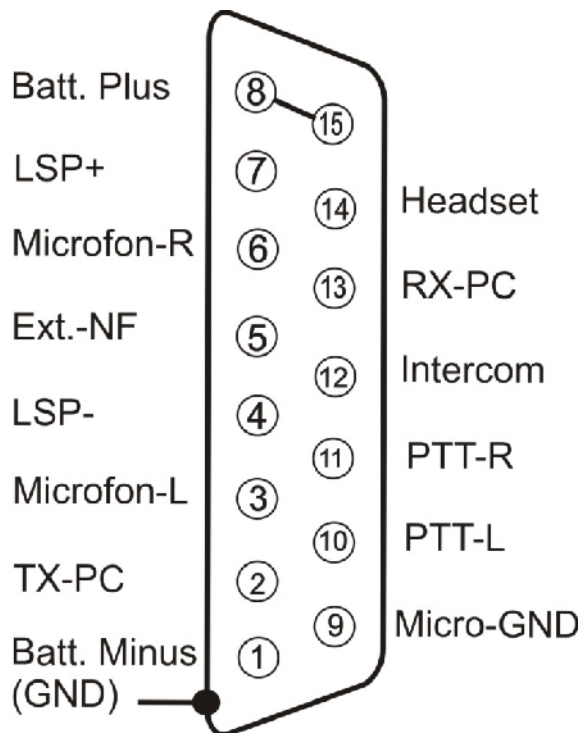 Batt. Plus
8
15
LSP+
7
14
Headset
Microfon-R
6
13
RX-PC
Ext.-NF
5
12
Intercom
LSP-
4
11
PTT-R
Microfon-L
3
10
PTT-L
TX-PC
2
9
Micro-GND
Batt. Minus
(GND)
1